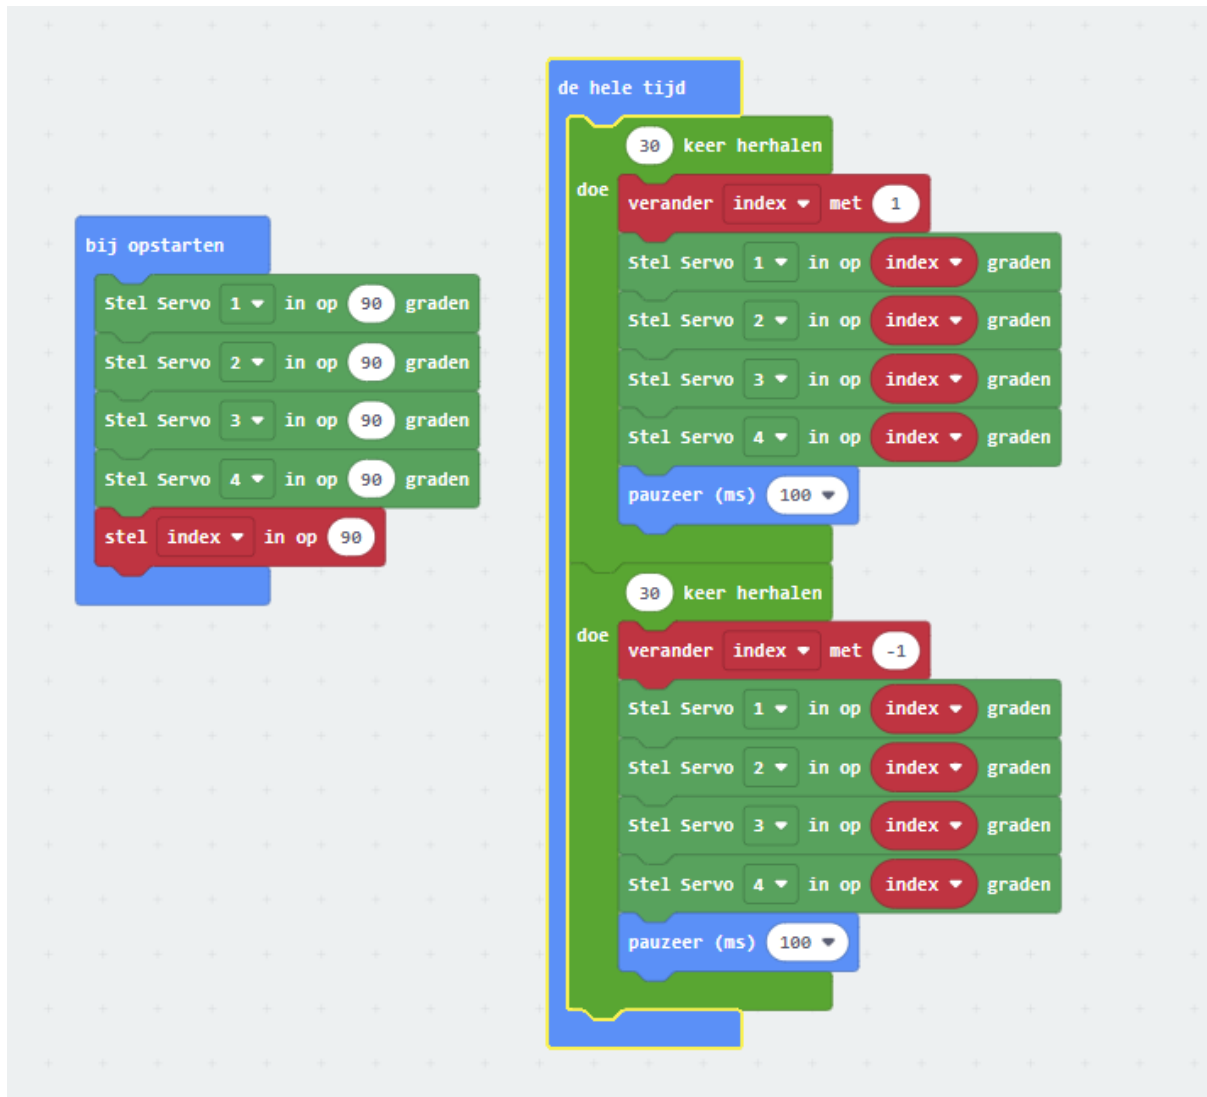 bij opstarten
Stel Servo 1 in op 90 graden
Stel Servo 2 in op 90 graden
Stel Servo 3 in op 90 graden
Stel Servo 4 in op 90 graden
stel index in op 90
de hele tijd
30 keer herhalen
doe
verander index met 1
Stel Servo 1 in op index graden
Stel Servo 2 in op index graden
Stel Servo 3 in op index graden
Stel Servo 4 in op index graden
pauzeer (ms) 100
30 keer herhalen
doe
verander index met -1
Stel Servo 1 in op index graden
Stel Servo 2 in op index graden
Stel Servo 3 in op index graden
Stel Servo 4 in op index graden
pauzeer (ms) 100